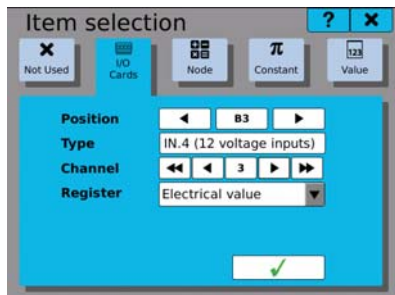 Item selection
?
Not Used
I/O
Cards
Node
π
Constant
123
Value
Position
B3
Type
IN.4 (12 voltage inputs)
Channel
3
Register
Electrical value